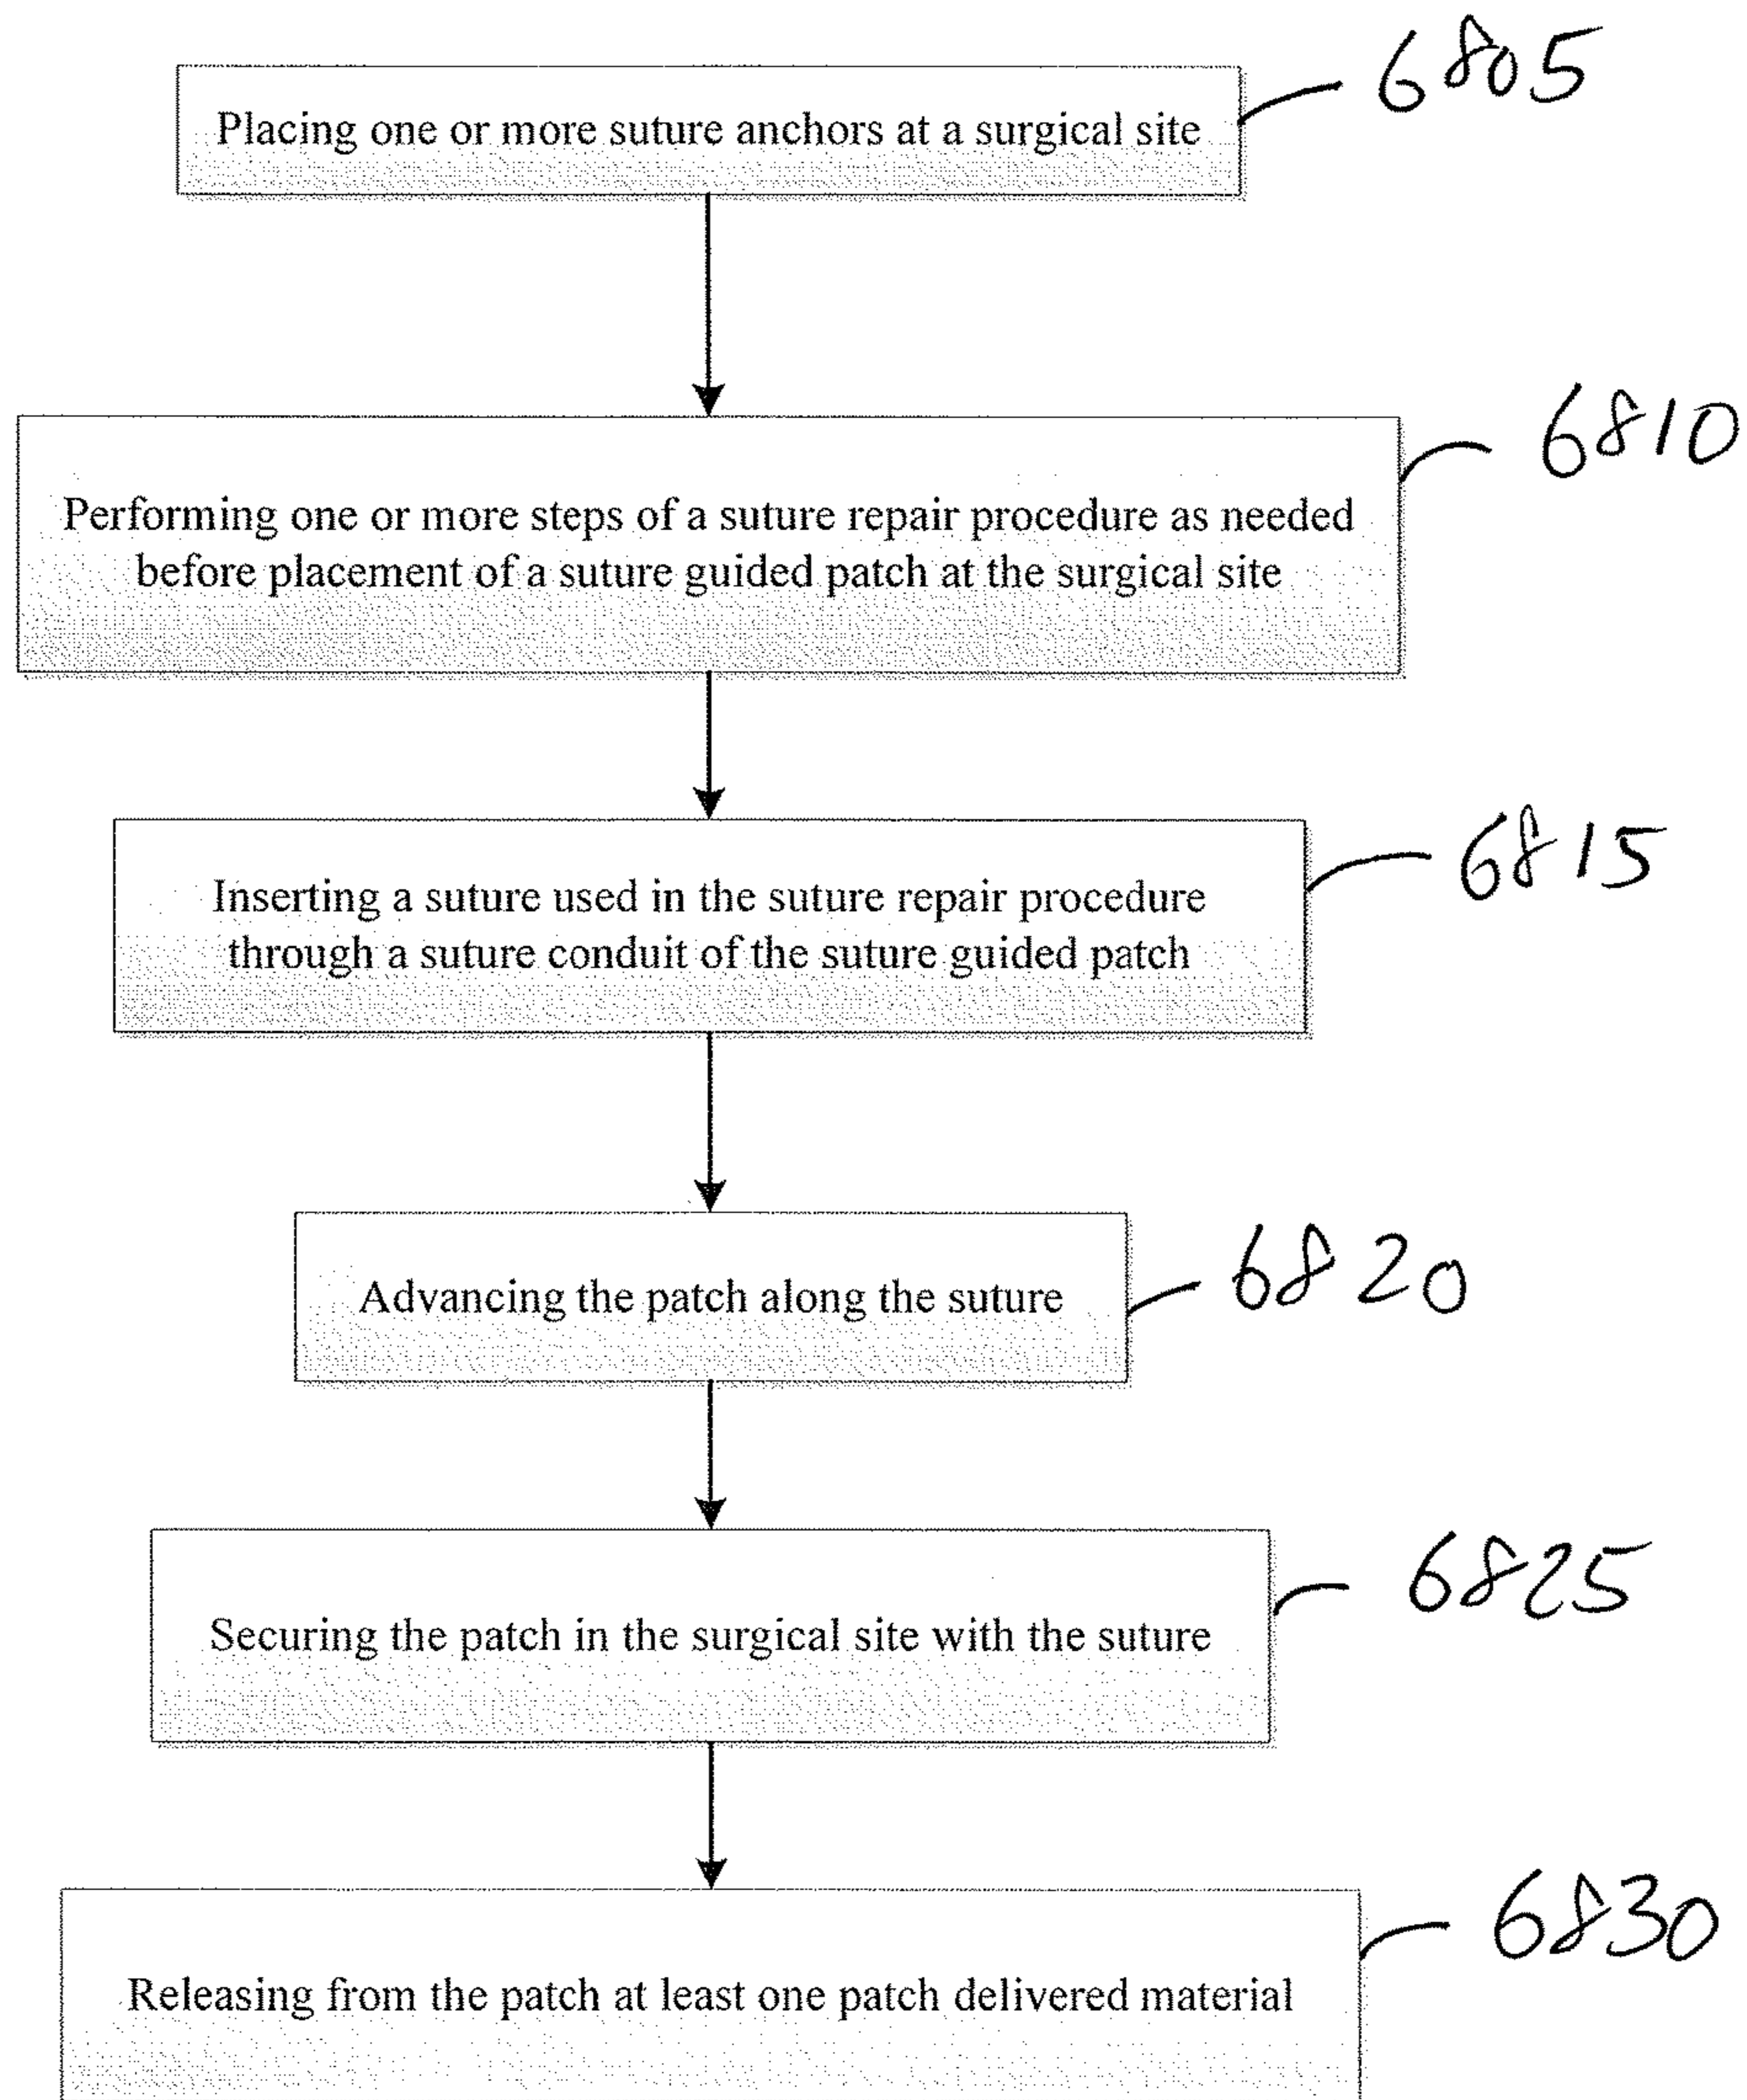 Placing one or more suture anchors at a surgical site
6805
Performing one or more steps of a suture repair procedure as needed
before placement of a suture guided patch at the surgical site
6810
Inserting a suture used in the suture repair procedure
through a suture conduit of the suture guided patch
6815
Advancing the patch along the suture
6820
Securing the patch in the surgical site with the suture
6825
Releasing from the patch at least one patch delivered material
6830